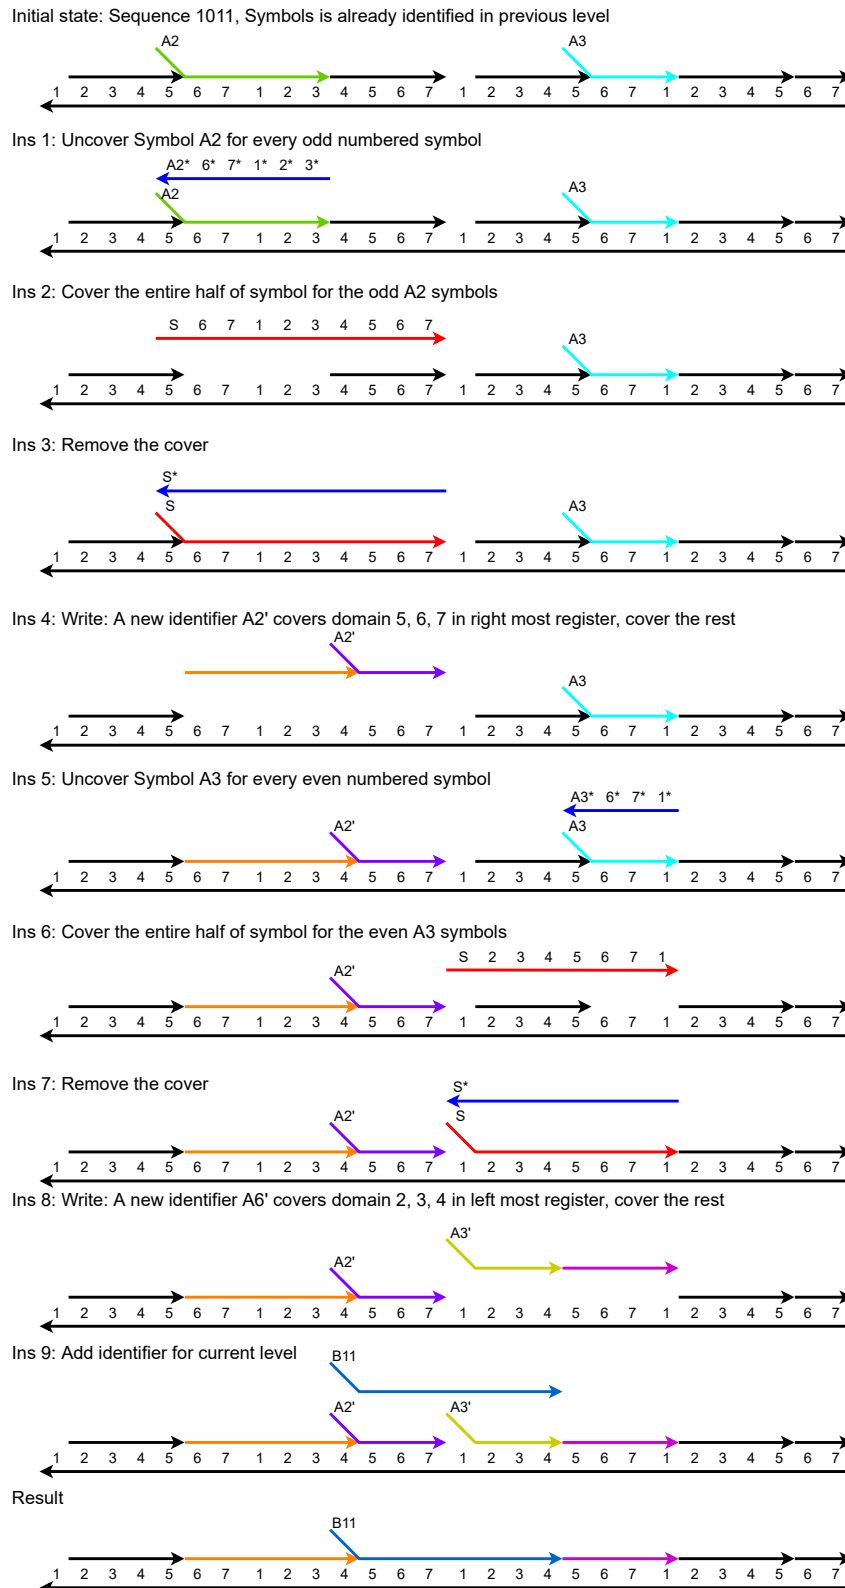 Initial state: Sequence 1011, Symbols is already identified in previous level
A2 A3
1 2 3 4 5 6 7 1 2 3 4 5 6 7 1 2 3 4 5 6 7 1 2 3 4 5 6 7
Ins 1: Uncover Symbol A2 for every odd numbered symbol
A2* 6* 7* 1* 2* 3*
A2 A3
1 2 3 4 5 6 7 1 2 3 4 5 6 7 1 2 3 4 5 6 7 1 2 3 4 5 6 7
Ins 2: Cover the entire half of symbol for the odd A2 symbols
S 6 7 1 2 3 4 5 6 7
A3
1 2 3 4 5 6 7 1 2 3 4 5 6 7 1 2 3 4 5 6 7 1 2 3 4 5 6 7
Ins 3: Remove the cover
S*
S A3
1 2 3 4 5 6 7 1 2 3 4 5 6 7 1 2 3 4 5 6 7 1 2 3 4 5 6 7
Ins 4: Write: A new identifier A2' covers domain 5, 6, 7 in right most register, cover the rest
A2'
A3
1 2 3 4 5 6 7 1 2 3 4 5 6 7 1 2 3 4 5 6 7 1 2 3 4 5 6 7
Ins 5: Uncover Symbol A3 for every even numbered symbol
A3* 6* 7* 1*
A2' A3
1 2 3 4 5 6 7 1 2 3 4 5 6 7 1 2 3 4 5 6 7 1 2 3 4 5 6 7
Ins 6: Cover the entire half of symbol for the even A3 symbols
S 2 3 4 5 6 7 1
A2'
1 2 3 4 5 6 7 1 2 3 4 5 6 7 1 2 3 4 5 6 7 1 2 3 4 5 6 7
Ins 7: Remove the cover
S*
A2' S
1 2 3 4 5 6 7 1 2 3 4 5 6 7 1 2 3 4 5 6 7 1 2 3 4 5 6 7
Ins 8: Write: A new identifier A6' covers domain 2, 3, 4 in left most register, cover the rest
A3'
A2'
1 2 3 4 5 6 7 1 2 3 4 5 6 7 1 2 3 4 5 6 7 1 2 3 4 5 6 7
Ins 9: Add identifier for current level
B11
A2' A3'
1 2 3 4 5 6 7 1 2 3 4 5 6 7 1 2 3 4 5 6 7 1 2 3 4 5 6 7
Result
B11
1 2 3 4 5 6 7 1 2 3 4 5 6 7 1 2 3 4 5 6 7 1 2 3 4 5 6 7